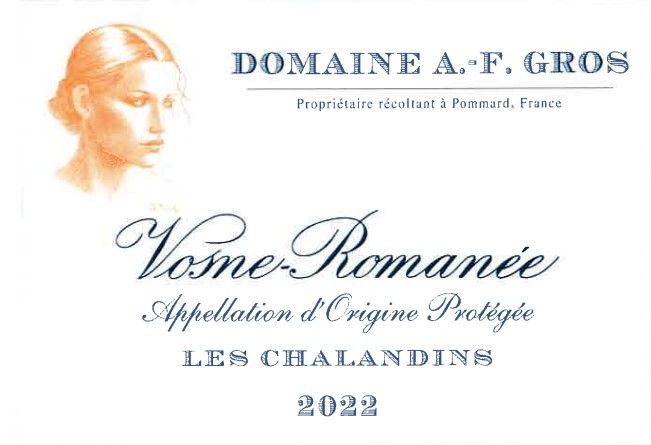 DOMAINE A.-F. GROS
Propriétaire récoltant à Pommard, France
Vosne-Romanée
Appellation d'Origine Protégée
LES CHALANDINS
2022